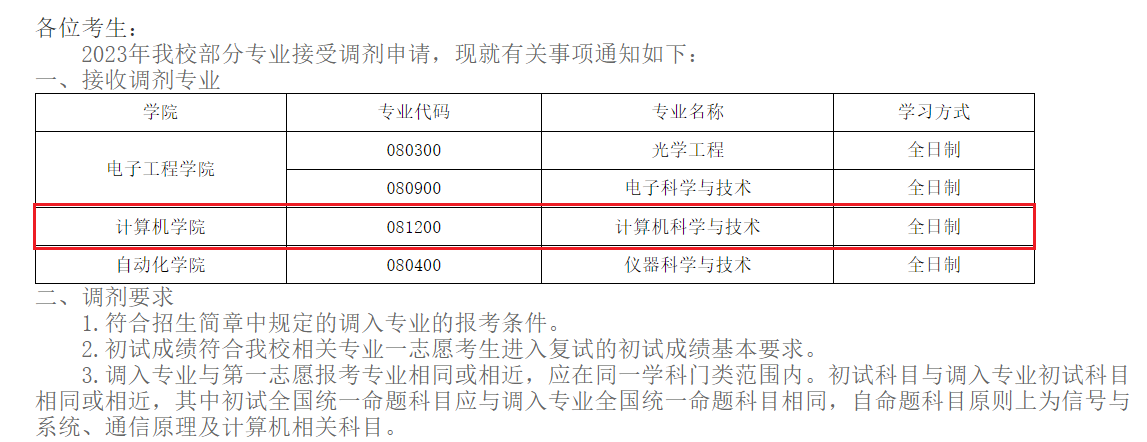 各位考生：
2023年我校部分专业接受调剂申请，现就有关事项通知如下：
一、接收调剂专业
学院 专业代码 专业名称 学习方式
电子工程学院 080300 光学工程 全日制
080900 电子科学与技术 全日制
计算机学院 081200 计算机科学与技术 全日制
自动化学院 080400 仪器科学与技术 全日制
二、调剂要求
1.符合招生简章中规定的调入专业的报考条件。
2.初试成绩符合我校相关专业一志愿考生进入复试的初试成绩基本要求。
3.调入专业与第一志愿报考专业相同或相近，应在同一学科门类范围内。初试科目与调入专业初试科目
相同或相近，其中初试全国统一命题科目应与调入专业全国统一命题科目相同，自命题科目原则上为信号与
系统、通信原理及计算机相关科目。